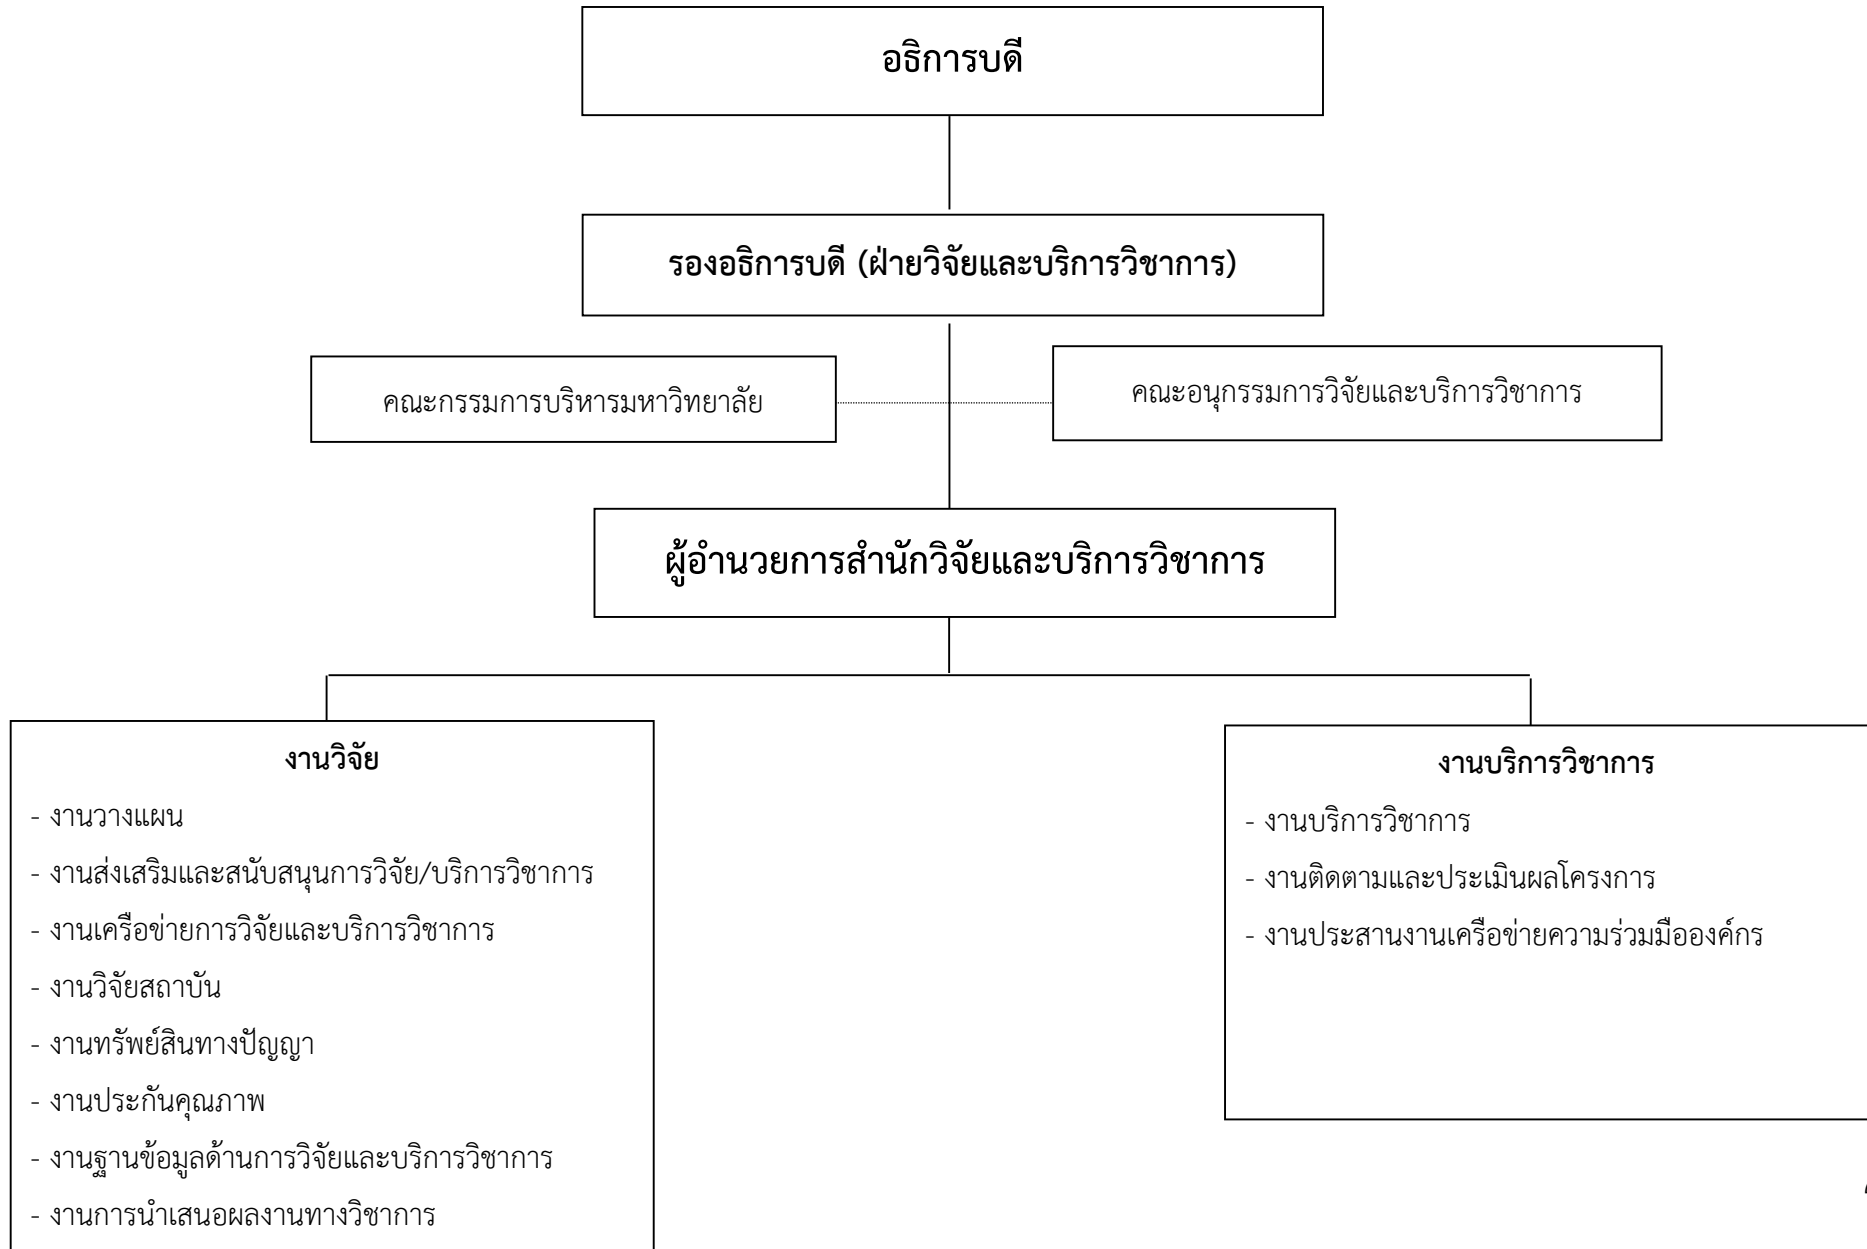 อธิการบดี
รองอธิการบดี (ฝ่ายวิจัยและบริการวิชาการ)
คณะกรรมการบริหารมหาวิทยาลัย
คณะอนุกรรมการวิจัยและบริการวิชาการ
ผู้อำนวยการสำนักวิจัยและบริการวิชาการ
งานวิจัย
- งานวางแผน
- งานส่งเสริมและสนับสนุนการวิจัย/บริการวิชาการ
- งานเครือข่ายการวิจัยและบริการวิชาการ
- งานวิจัยสถาบัน
- งานทรัพย์สินทางปัญญา
- งานประกันคุณภาพ
- งานฐานข้อมูลด้านการวิจัยและบริการวิชาการ
- งานการนำเสนอผลงานทางวิชาการ
งานบริการวิชาการ
- งานบริการวิชาการ
- งานติดตามและประเมินผลโครงการ
- งานประสานงานเครือข่ายความร่วมมือองค์กร